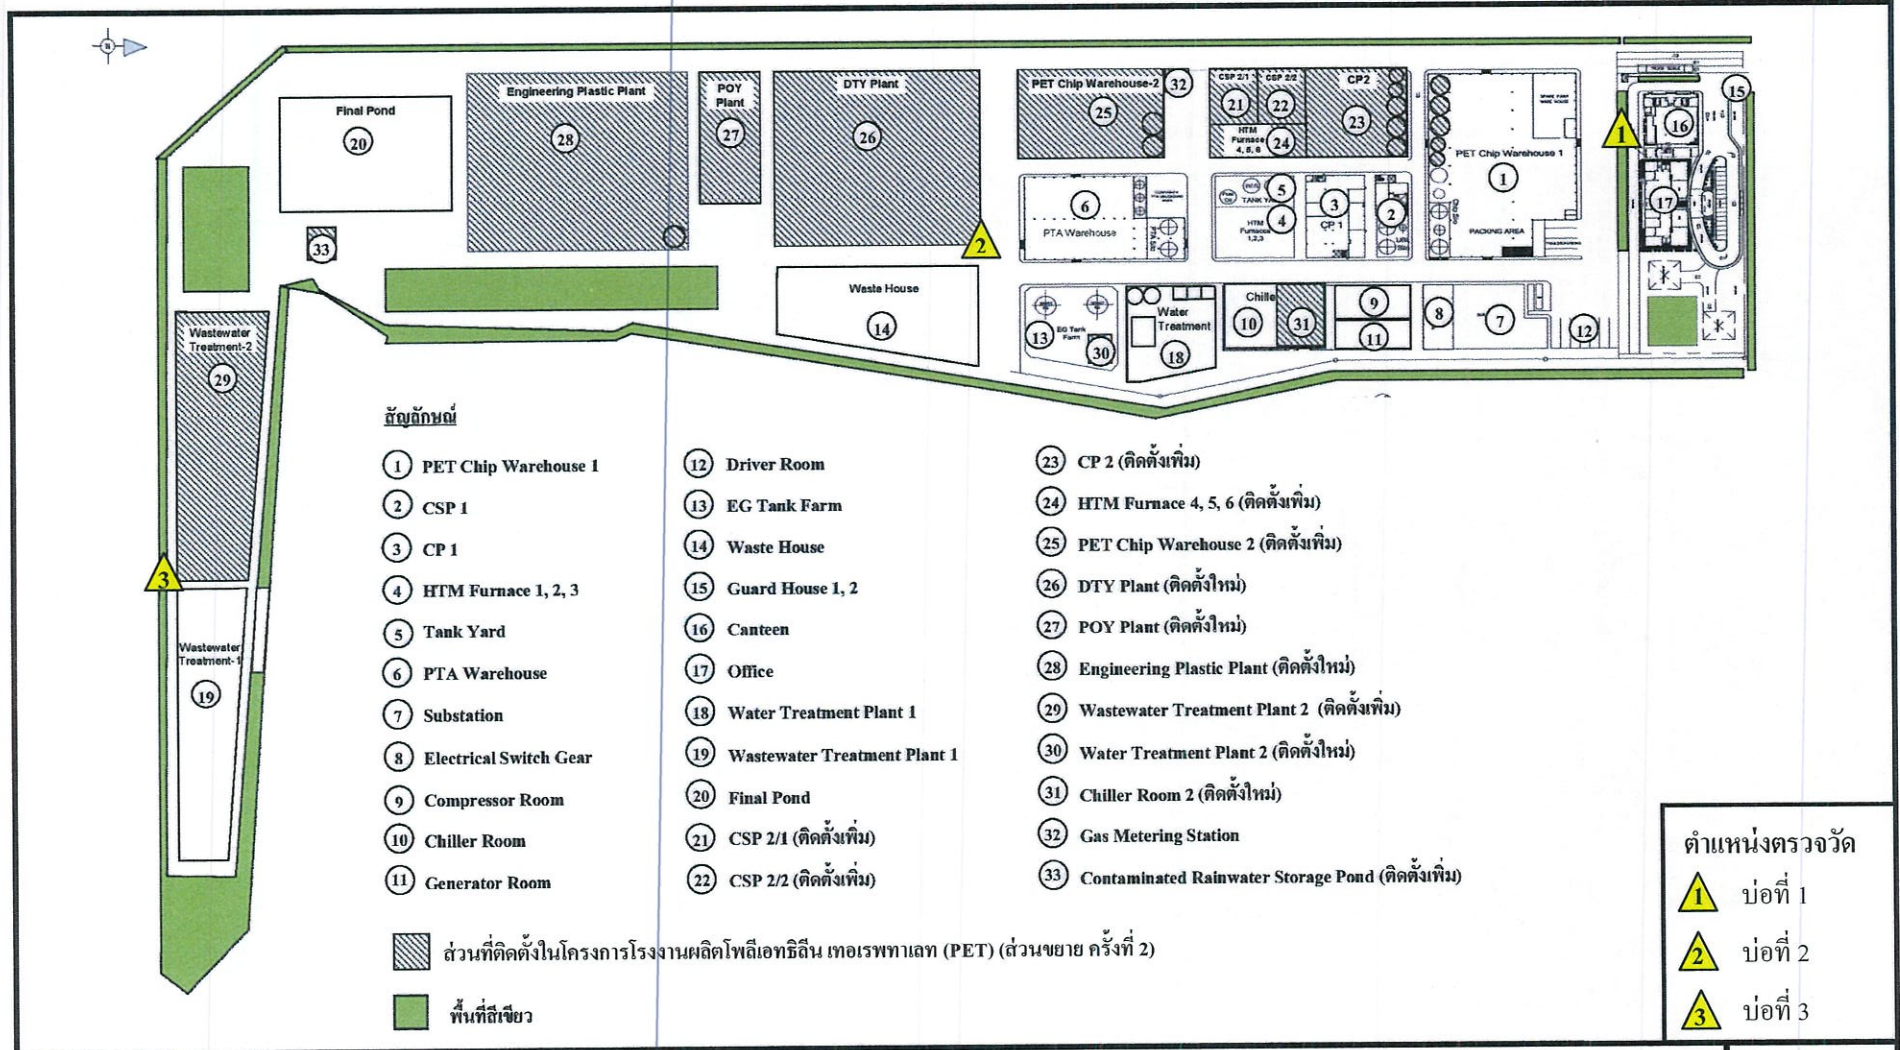 N
Final Pond
20
Engineering Plastic Plant
28
POY
Plant
27
DTY Plant
26
PET Chip Warehouse-2
25
32
CSP 2/1
21
CSP 2/2
22
HTM
Furnace
4, 5, 6
24
CP2
23
PET Chip Warehouse 1
1
PACKING AREA
1
15
16
17
33
2
6
PTA Warehouse
5
TANK YA
4
HTM
Furnaces
1,2,3
3
CP 1
2
Waste House
14
13
EG Tank
Farm
30
Water
Treatment
18
Chille
10
31
9
11
8
7
12
Wastewater
Treatment-2
29
3
Wastewater
Treatment-1
19
สัญลักษณ์
1 PET Chip Warehouse 1
2 CSP 1
3 CP 1
4 HTM Furnace 1, 2, 3
5 Tank Yard
6 PTA Warehouse
7 Substation
8 Electrical Switch Gear
9 Compressor Room
10 Chiller Room
11 Generator Room
12 Driver Room
13 EG Tank Farm
14 Waste House
15 Guard House 1, 2
16 Canteen
17 Office
18 Water Treatment Plant 1
19 Wastewater Treatment Plant 1
20 Final Pond
21 CSP 2/1 (ติดตั้งเพิ่ม)
22 CSP 2/2 (ติดตั้งเพิ่ม)
23 CP 2 (ติดตั้งเพิ่ม)
24 HTM Furnace 4, 5, 6 (ติดตั้งเพิ่ม)
25 PET Chip Warehouse 2 (ติดตั้งเพิ่ม)
26 DTY Plant (ติดตั้งใหม่)
27 POY Plant (ติดตั้งใหม่)
28 Engineering Plastic Plant (ติดตั้งใหม่)
29 Wastewater Treatment Plant 2 (ติดตั้งเพิ่ม)
30 Water Treatment Plant 2 (ติดตั้งใหม่)
31 Chiller Room 2 (ติดตั้งใหม่)
32 Gas Metering Station
33 Contaminated Rainwater Storage Pond (ติดตั้งเพิ่ม)
ส่วนที่ติดตั้งในโครงการโรงงานผลิตโพลีเอทธิลีน เทอเรพทาเลท (PET) (ส่วนขยาย ครั้งที่ 2)
พื้นที่สีเขียว
ตำแหน่งตรวจวัด
1 บ่อที่ 1
2 บ่อที่ 2
3 บ่อที่ 3